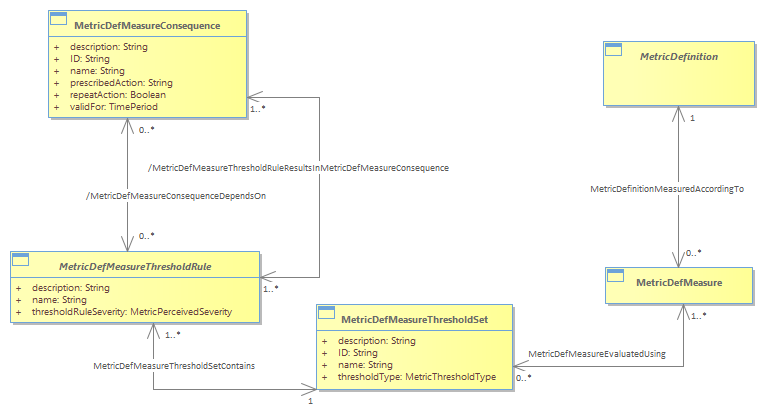 MetricDefMeasureConsequence
+ description: String
+ ID: String
+ name: String
+ prescribedAction: String
+ repeatAction: Boolean
+ validFor: TimePeriod
MetricDefinition
1..*
0..*
1
/MetricDefMeasureThresholdRuleResultsInMetricDefMeasureConsequence
MetricDefinitionMeasuredAccordingTo
/MetricDefMeasureConsequenceDependsOn
0..*
0..*
MetricDefMeasureThresholdRule
+ description: String
+ name: String
+ thresholdRuleSeverity: MetricPerceivedSeverity
1..*
MetricDefMeasure
MetricDefMeasureThresholdSet
+ description: String
+ ID: String
+ name: String
+ thresholdType: MetricThresholdType
1..*
1..*
MetricDefMeasureEvaluatedUsing
MetricDefMeasureThresholdSetContains
0..*
1